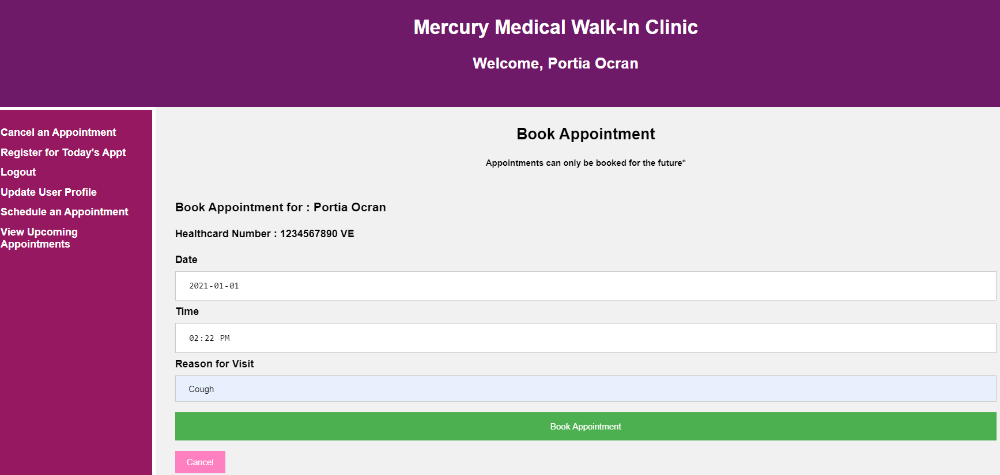 Mercury Medical Walk-In Clinic
Welcome, Portia Ocran
Cancel an Appointment
Register for Today's Appt
Logout
Update User Profile
Schedule an Appointment
View Upcoming
Appointments
Book Appointment
Appointments can only be booked for the future*
Book Appointment for : Portia Ocran
Healthcard Number : 1234567890 VE
Date
2021-01-01
Time
02:22 PM
Reason for Visit
Cough
Book Appointment
Cancel